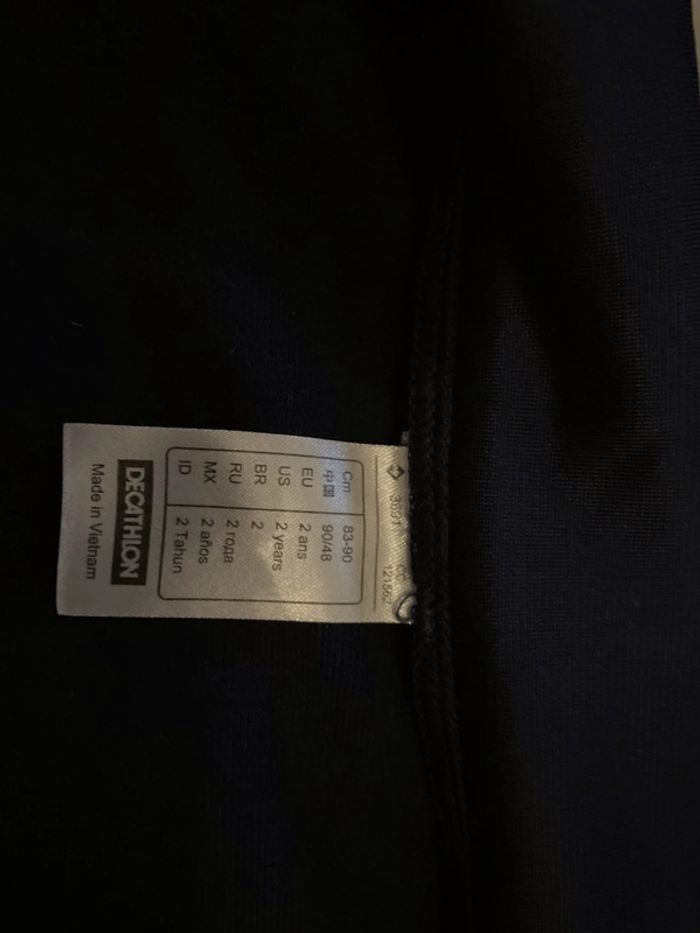 Cm 83-90
中国 90/48
EU 2 ans
US 2 years
BR 2
RU 2 года
MX 2 años
ID 2 Tahun
DECATHLON
Made in Vietnam